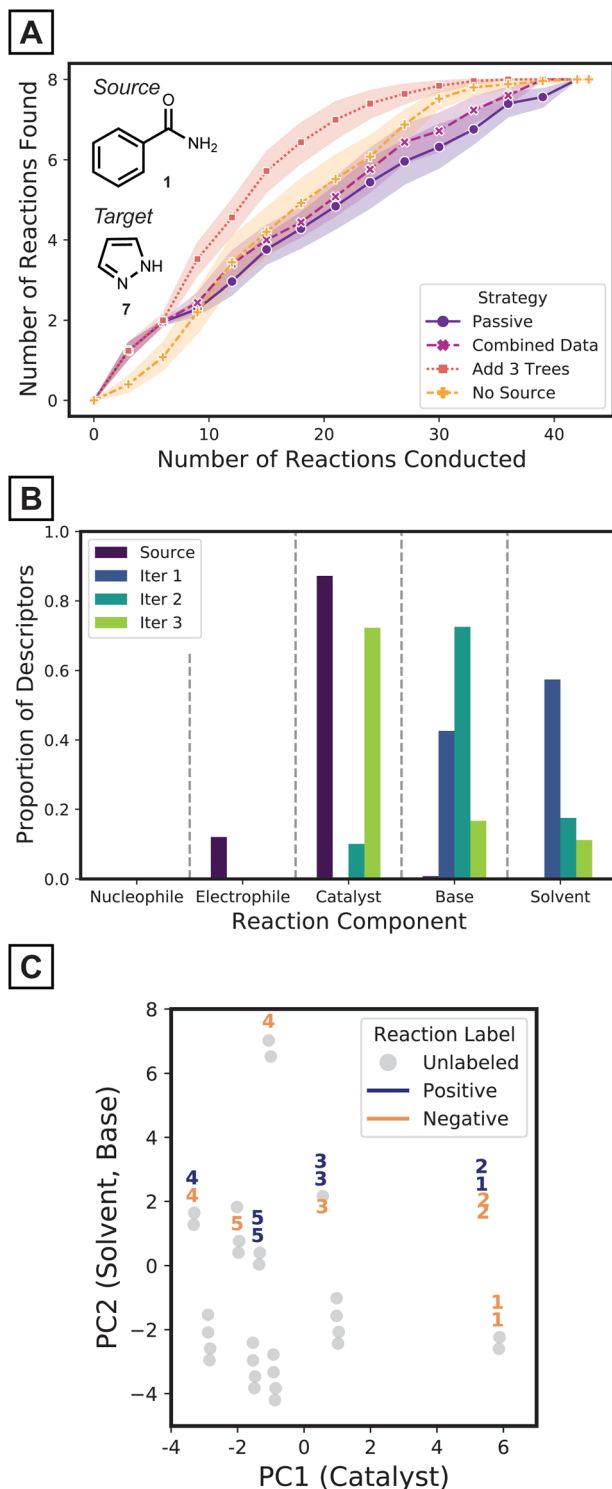 A
Number of Reactions Found
8
6
4
2
0
Source
O
NH₂
1
Target
N
NH
7
Strategy
Passive
Combined Data
Add 3 Trees
No Source
0 10 20 30 40
Number of Reactions Conducted
B
Proportion of Descriptors
1.0
0.8
0.6
0.4
0.2
0.0
Source
Iter 1
Iter 2
Iter 3
Nucleophile Electrophile Catalyst Base Solvent
Reaction Component
C
PC2 (Solvent, Base)
8
6
4
2
0
−2
−4
Reaction Label
Unlabeled
Positive
Negative
4
3 2
4 3 1
4 3 2
2
5 5
5
1
1
-4 -2 0 2 4 6
PC1 (Catalyst)